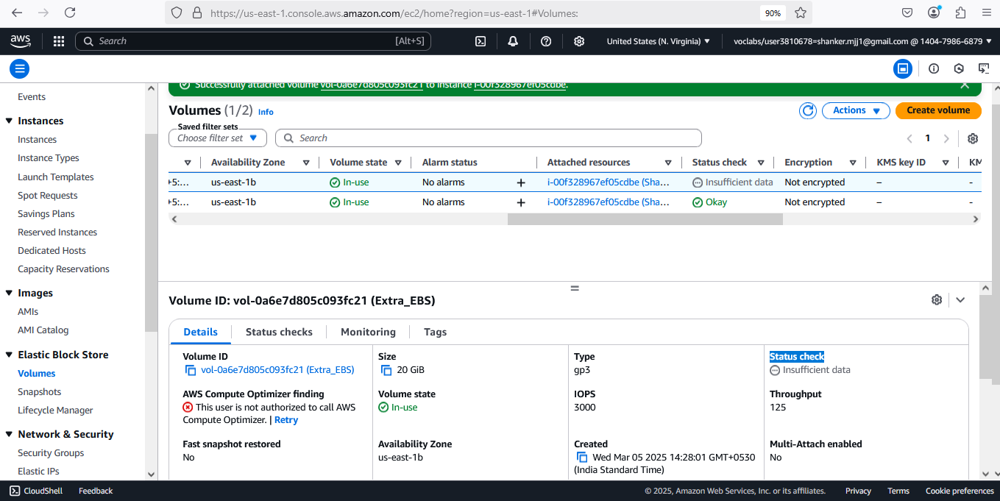 https://us-east-1.console.aws.amazon.com/ec2/home?region=us-east-1#Volumes:
90%
aws
Search
[Alt+S]
United States (N. Virginia)
voclabs/user3810678=shanker.mjj1@gmail.com @ 1404-7986-6879
Events
Instances
Instances
Instance Types
Launch Templates
Spot Requests
Savings Plans
Reserved Instances
Dedicated Hosts
Capacity Reservations
Images
AMIs
AMI Catalog
Elastic Block Store
Volumes
Snapshots
Lifecycle Manager
Network & Security
Security Groups
Elastic IPs
Successfully attached volume vol-0a6e7d805c093fc21 to instance i-00f328967ef05cdbe.
Volumes (1/2) Info
Actions
Create volume
Saved filter sets
Choose filter set
Search
1
Availability Zone Volume state Alarm status Attached resources Status check Encryption KMS key ID KM
+5:... us-east-1b In-use No alarms + i-00f328967ef05cdbe (Sha... Insufficient data Not encrypted – -
+5:... us-east-1b In-use No alarms + i-00f328967ef05cdbe (Sha... Okay Not encrypted – -
Volume ID: vol-0a6e7d805c093fc21 (Extra_EBS)
Details Status checks Monitoring Tags
Volume ID
vol-0a6e7d805c093fc21 (Extra_EBS)
Size
20 GiB
Type
gp3
Status check
Insufficient data
AWS Compute Optimizer finding
This user is not authorized to call AWS
Compute Optimizer. | Retry
Volume state
In-use
IOPS
3000
Throughput
125
Fast snapshot restored
No
Availability Zone
us-east-1b
Created
Wed Mar 05 2025 14:28:01 GMT+0530
(India Standard Time)
Multi-Attach enabled
No
CloudShell Feedback
© 2025, Amazon Web Services, Inc. or its affiliates.
Privacy Terms Cookie preferences